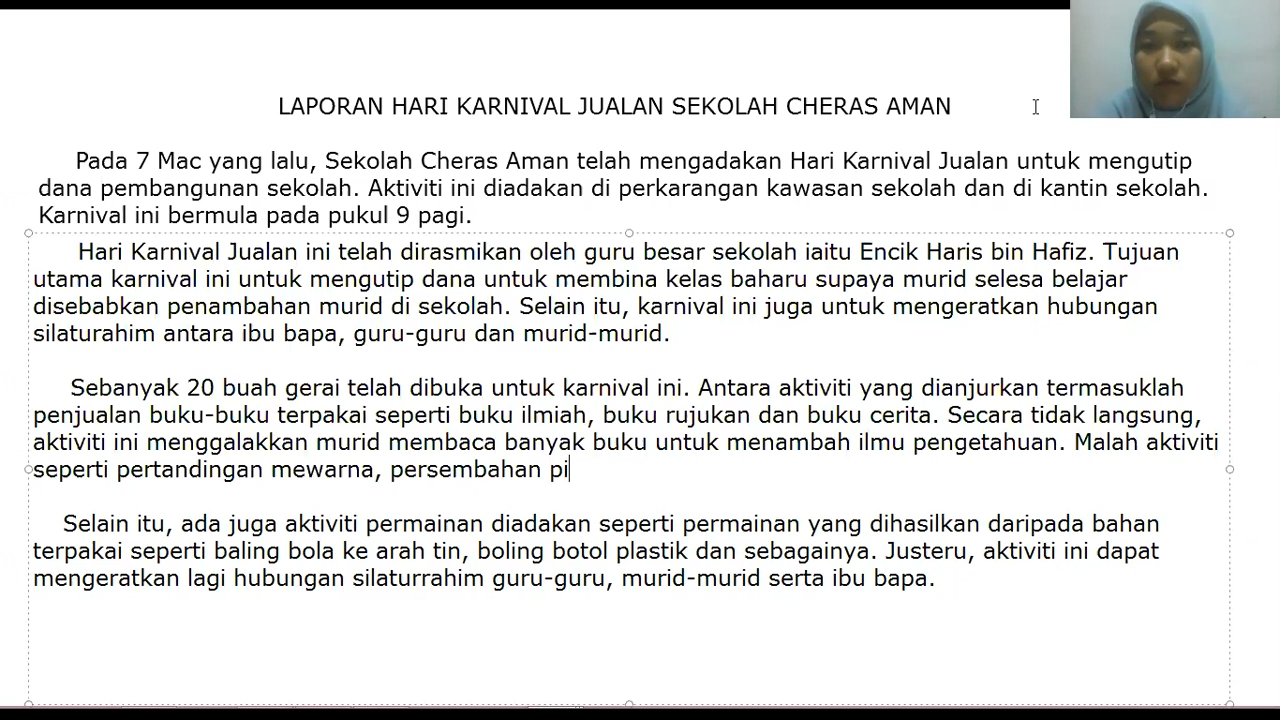 LAPORAN HARI KARNIVAL JUALAN SEKOLAH CHERAS AMAN
Pada 7 Mac yang lalu, Sekolah Cheras Aman telah mengadakan Hari Karnival Jualan untuk mengutip
dana pembangunan sekolah. Aktiviti ini diadakan di perkarangan kawasan sekolah dan di kantin sekolah.
Karnival ini bermula pada pukul 9 pagi.
Hari Karnival Jualan ini telah dirasmikan oleh guru besar sekolah iaitu Encik Haris bin Hafiz. Tujuan
utama karnival ini untuk mengutip dana untuk membina kelas baharu supaya murid selesa belajar
disebabkan penambahan murid di sekolah. Selain itu, karnival ini juga untuk mengeratkan hubungan
silaturahim antara ibu bapa, guru-guru dan murid-murid.
Sebanyak 20 buah gerai telah dibuka untuk karnival ini. Antara aktiviti yang dianjurkan termasuklah
penjualan buku-buku terpakai seperti buku ilmiah, buku rujukan dan buku cerita. Secara tidak langsung,
aktiviti ini menggalakkan murid membaca banyak buku untuk menambah ilmu pengetahuan. Malah aktiviti
seperti pertandingan mewarna, persembahan pi
Selain itu, ada juga aktiviti permainan diadakan seperti permainan yang dihasilkan daripada bahan
terpakai seperti baling bola ke arah tin, boling botol plastik dan sebagainya. Justeru, aktiviti ini dapat
mengeratkan lagi hubungan silaturrahim guru-guru, murid-murid serta ibu bapa.